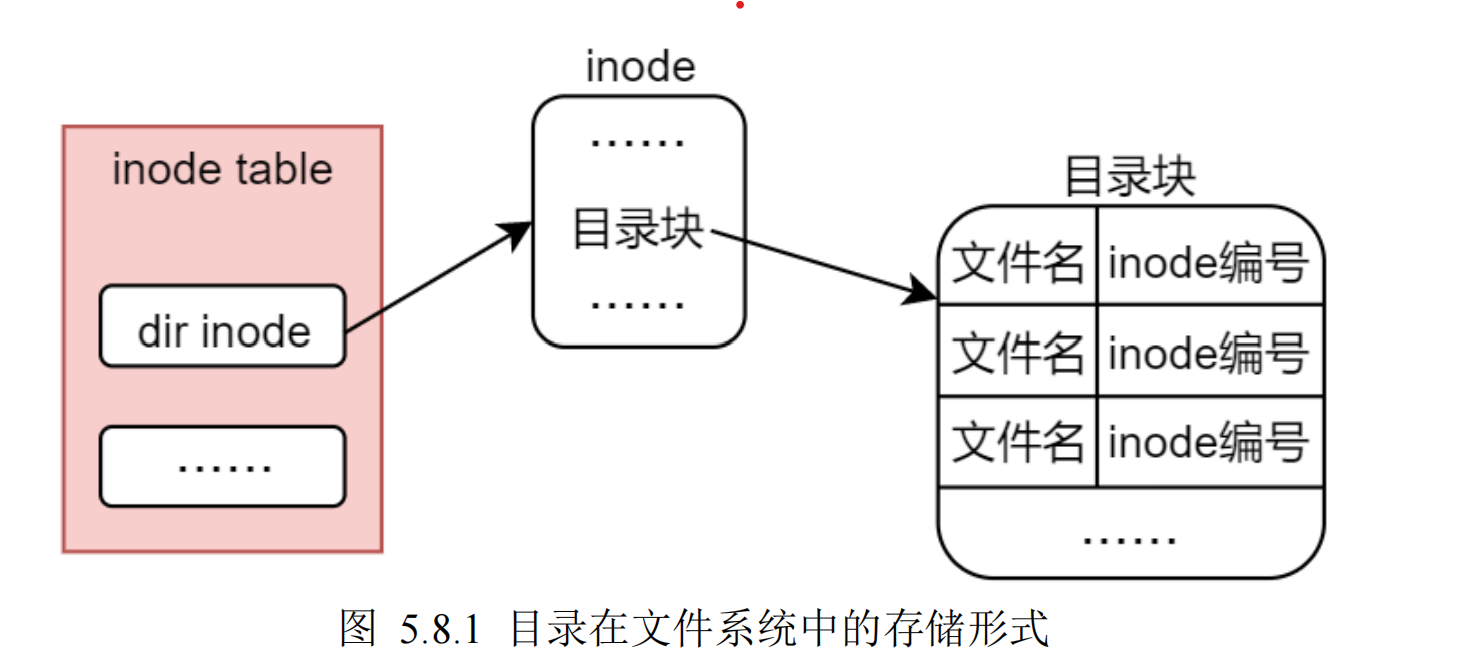 inode
inode table
......
目录块
......
dir inode
......
目录块
文件名 inode编号
文件名 inode编号
文件名 inode编号
......
图 5.8.1 目录在文件系统中的存储形式